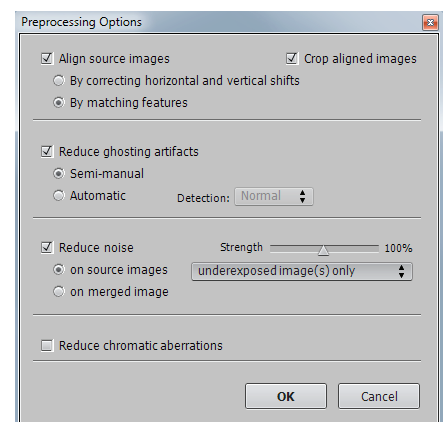 Preprocessing Options
Align source images Crop aligned images
By correcting horizontal and vertical shifts
By matching features
Reduce ghosting artifacts
Semi-manual
Automatic Detection: Normal
Reduce noise Strength 100%
on source images underexposed image(s) only
on merged image
Reduce chromatic aberrations
OK Cancel